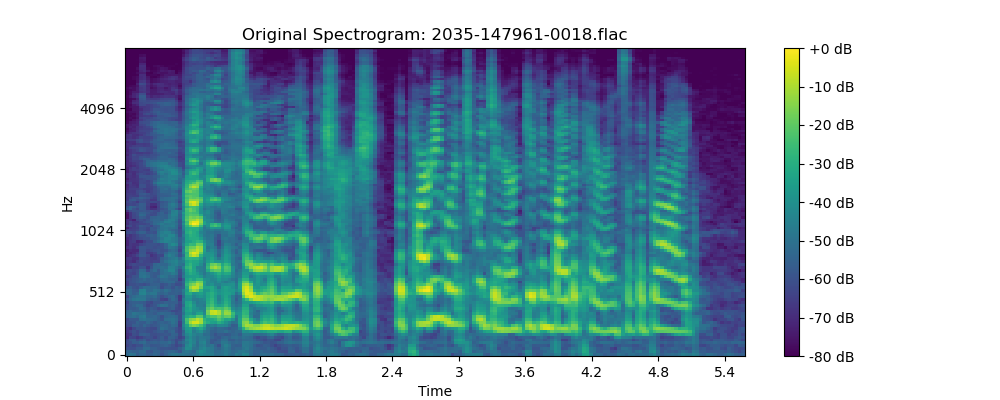 Original Spectrogram: 2035-147961-0018.flac
Hz
4096
2048
1024
512
0
0 0.6 1.2 1.8 2.4 3 3.6 4.2 4.8 5.4
Time
+0 dB
-10 dB
-20 dB
-30 dB
-40 dB
-50 dB
-60 dB
-70 dB
-80 dB